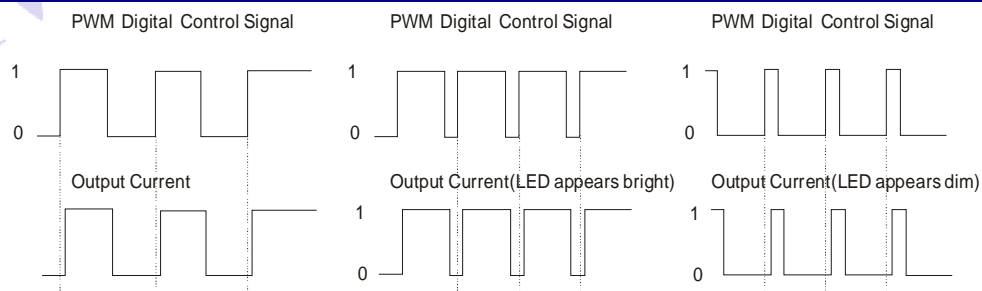 PWM Digital Control Signal
PWM Digital Control Signal
PWM Digital Control Signal
1
0
1
0
1
0
Output Current
Output Current(LED appears bright)
Output Current(LED appears dim)
1
0
1
0